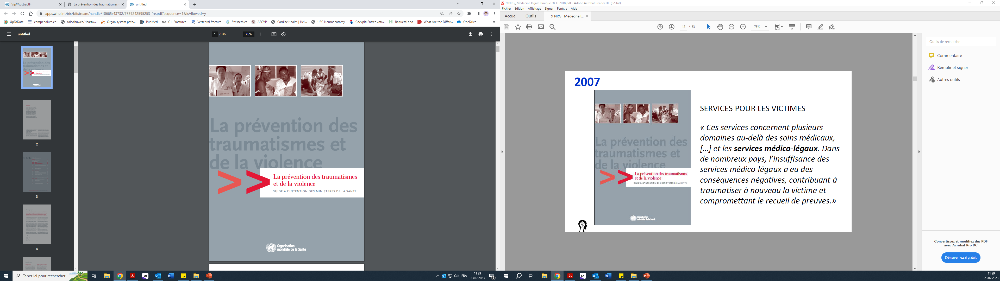 Vip¥AbstractFr
La prévention des traumatismes
untitled
apps.who.int/iris/bitstream/handle/10665/43732/9789242595253_fre.pdf?sequence=1&isAllowed=y
UpToDate
compendium.ch
calc.chuv.ch/Heartw...
Organ system path...
PubMed
C1 Fractures
Vertebral fracture
Swissethics
AECVP
Cardiac Health | Hel...
UBC Neuroanatomy
Cockpit: Entrez votr...
RequeteLabo
What Are the Differ...
OneDrive
»
untitled
1 / 36
75%
1
2
3
4
La prévention des
traumatismes et
de la violence
>>
La prévention des traumatismes
et de la violence
GUIDE A L'INTENTION DES MINISTERES DE LA SANTE
Organisation
mondiale de la Santé
Taper ici pour rechercher
EN
FRA
11:29
23.07.2023
5
9 NRG_ Médecine légale clinique 28.11.2018.pdf - Adobe Acrobat Reader DC (32-bit)
Fichier Edition Affichage Signer Fenêtre Aide
Accueil
Outils
9 NRG_ Médecine l...
12 / 63
75%
2007
La prévention des
traumatismes et
de la violence
>>
La prévention des traumatismes
et de la violence
GUIDE A L'INTENTION DES MINISTERES DE LA SANTE
Organisation
mondiale de la Santé
SERVICES POUR LES VICTIMES
« Ces services concernent plusieurs
domaines au-delà des soins médicaux,
[...] et les services médico-légaux. Dans
de nombreux pays, l'insuffisance des
services médico-légaux a eu des
conséquences négatives, contribuant à
traumatiser à nouveau la victime et
compromettant le recueil de preuves.»
Outils de recherche
Commentaire
Remplir et signer
Autres outils
Convertissez et modifiez des PDF
avec Acrobat Pro DC
Démarrer l'essai gratuit
EN
11:29
23.07.2023